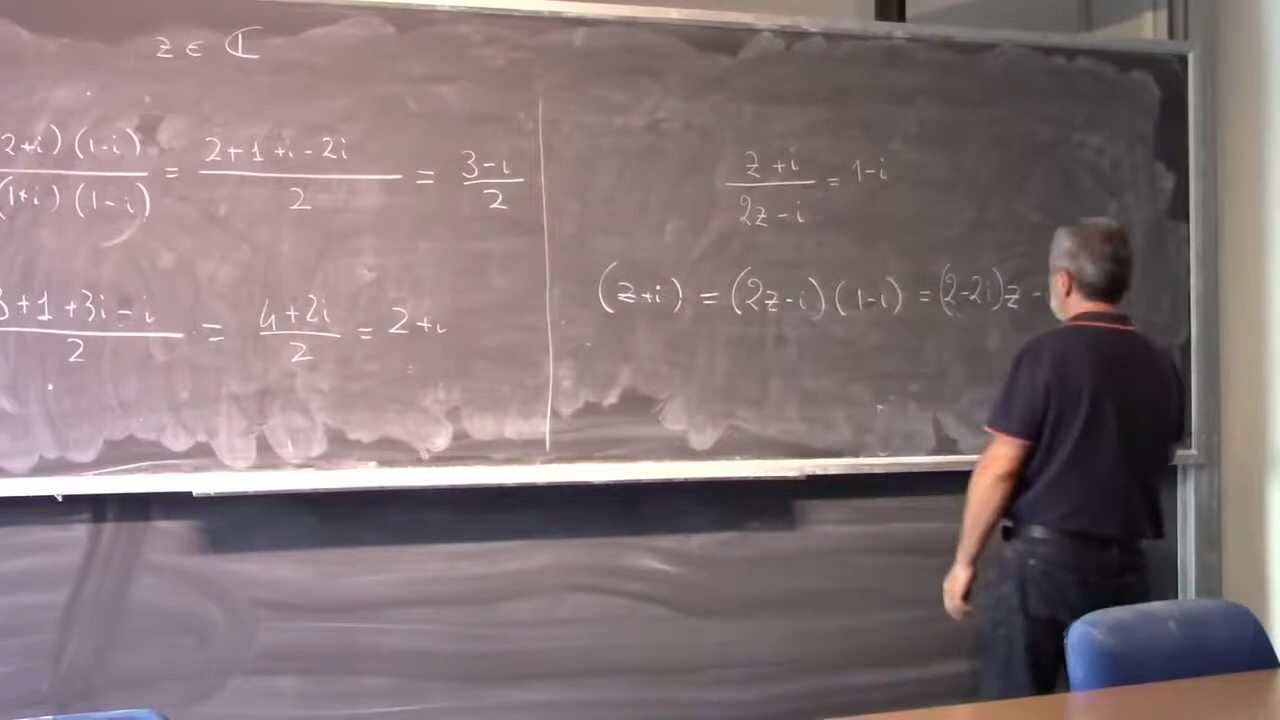 z ∈ ℂ
2+i)(1-i) / (1+i)(1-i) = 2+1+i-2i / 2 = 3-i / 2
3+1+3i-i / 2 = 4+2i / 2 = 2+i
z+i / 2z-i = 1-i
(z+i) = (2z-i)(1-i) = (2-2i)z -